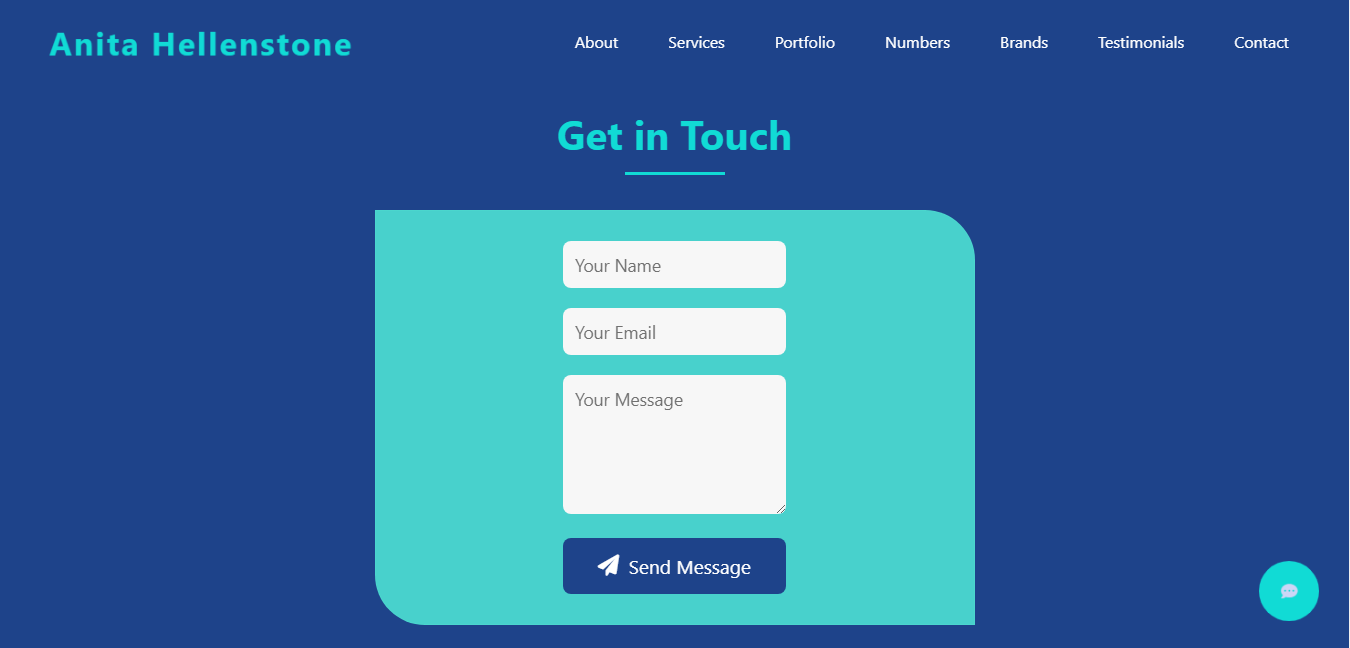 Anita Hellenstone
About Services Portfolio Numbers Brands Testimonials Contact
Get in Touch
Your Name
Your Email
Your Message
Send Message